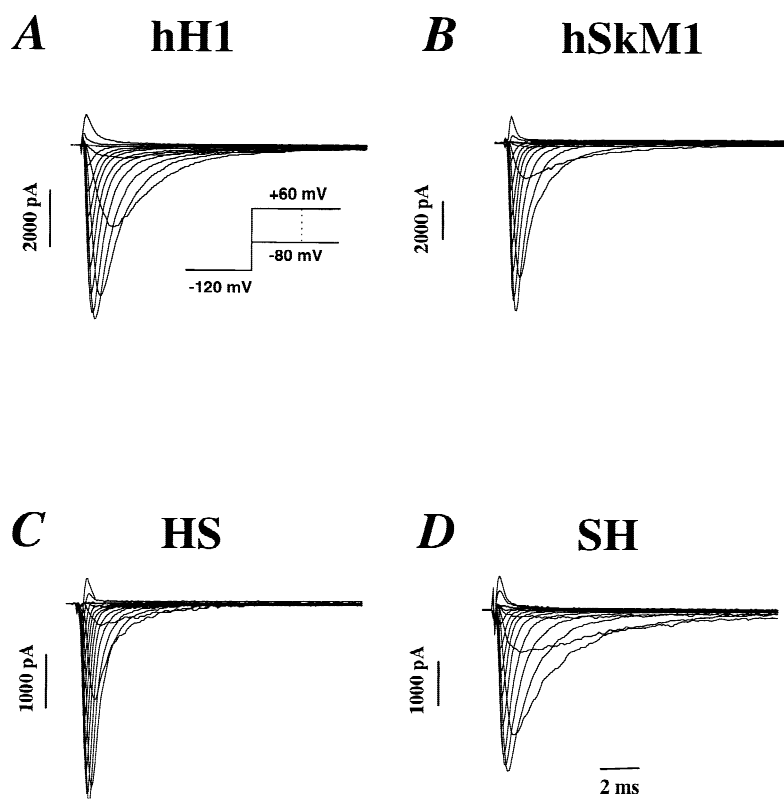 A hH1
B hSkM1
2000 pA
+60 mV
-80 mV
-120 mV
2000 pA
C HS
D SH
1000 pA
1000 pA
2 ms